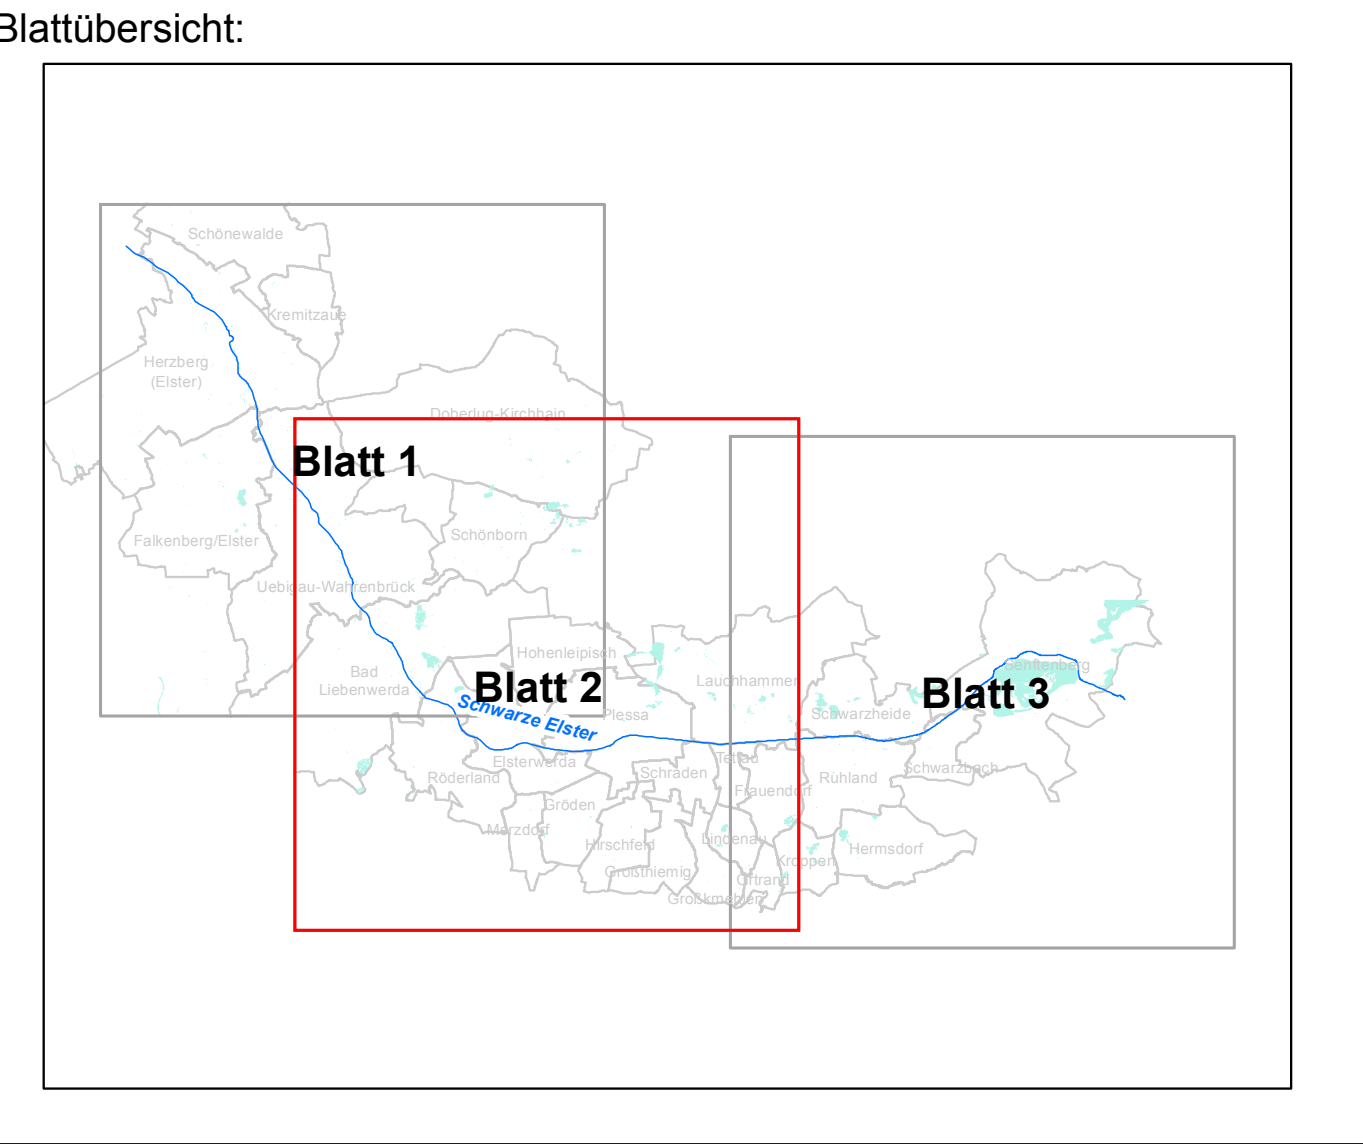 Blattübersicht:
Schönewalde
Kremitzaue
Herzberg
(Elster)
Doberlug-Kirchhain
Blatt 1
Schönborn
Falkenberg/Elster
Uebigau-Wahrenbrück
Hohenleipisch
Bad
Liebenwerda
Blatt 2
Lauchhammer
Senftenberg
Blatt 3
Schwarze Elster
Plessa
Schwarzheide
Elsterwerda
Tettau
Röderland
Schraden
Ruhland
Schwarzbach
Frauendorf
Gröden
Merzdorf
Hirschfeld
Lindenau
Hermsdorf
Kroppen
Großthiemig
Ortrand
Großkmehlen